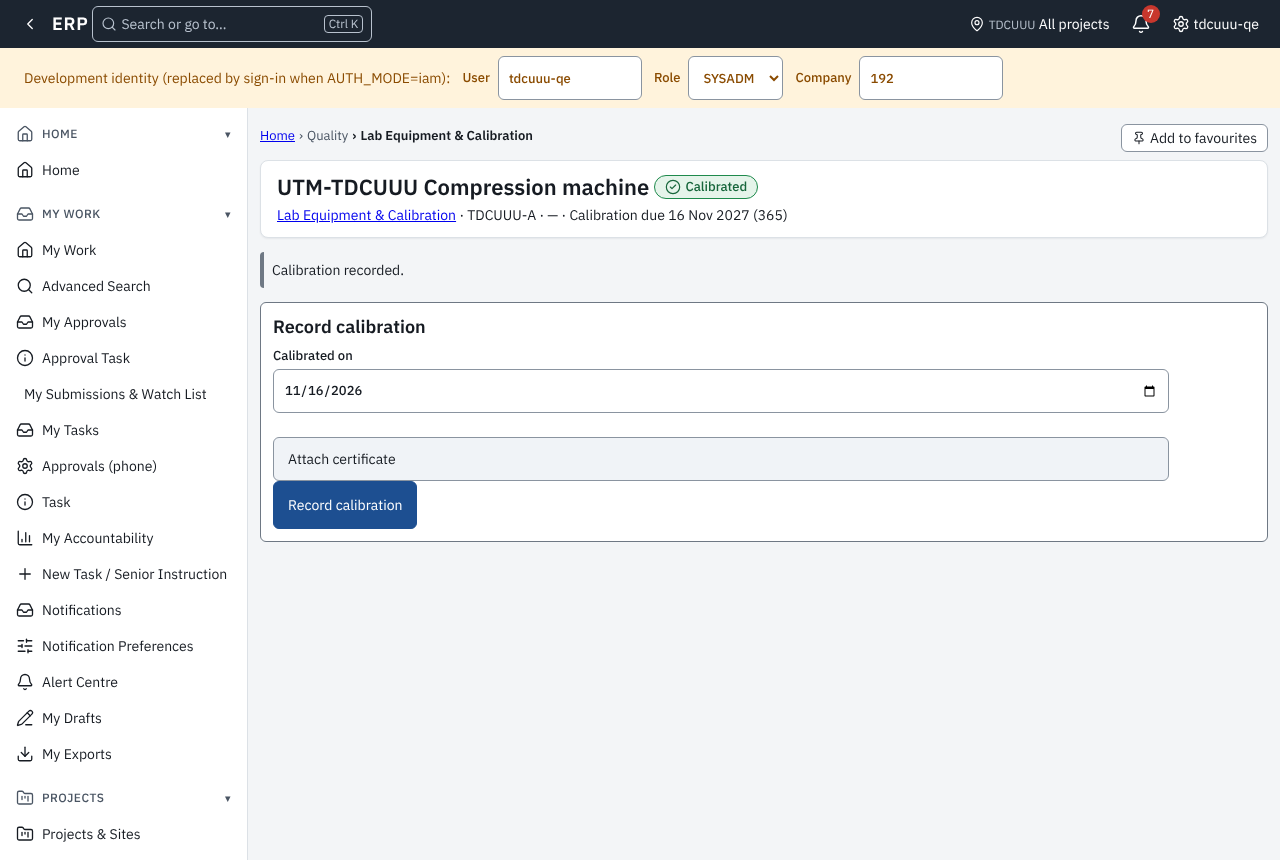 ERP
Search or go to...
Ctrl K
TDCUUU All projects
7
tdcuuu-qe
Development identity (replaced by sign-in when AUTH_MODE=iam):
User
tdcuuu-qe
Role
SYSADM
Company
192
HOME
Home
MY WORK
My Work
Advanced Search
My Approvals
Approval Task
My Submissions & Watch List
My Tasks
Approvals (phone)
Task
My Accountability
New Task / Senior Instruction
Notifications
Notification Preferences
Alert Centre
My Drafts
My Exports
PROJECTS
Projects & Sites
Home › Quality › Lab Equipment & Calibration
Add to favourites
UTM-TDCUUU Compression machine
Calibrated
Lab Equipment & Calibration · TDCUUU-A · — · Calibration due 16 Nov 2027 (365)
Calibration recorded.
Record calibration
Calibrated on
11/16/2026
Attach certificate
Record calibration